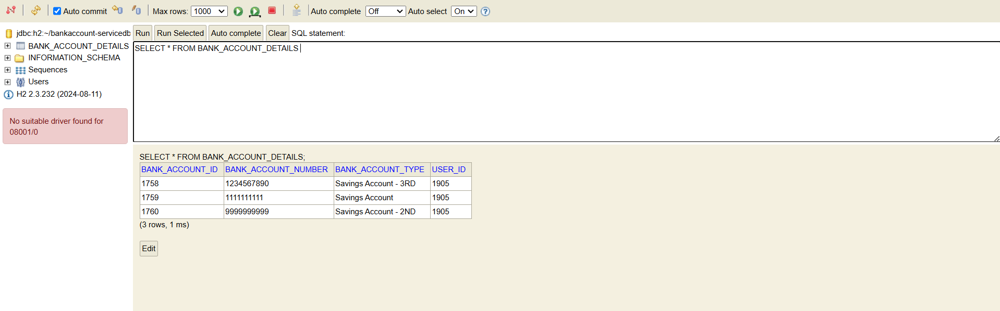 Auto commit Max rows: 1000 Auto complete Off Auto select On ?
jdbc:h2:~/bankaccount-servicedb
BANK_ACCOUNT_DETAILS
INFORMATION_SCHEMA
Sequences
Users
H2 2.3.232 (2024-08-11)
No suitable driver found for
08001/0
Run Run Selected Auto complete Clear SQL statement:
SELECT * FROM BANK_ACCOUNT_DETAILS
SELECT * FROM BANK_ACCOUNT_DETAILS;
BANK_ACCOUNT_ID BANK_ACCOUNT_NUMBER BANK_ACCOUNT_TYPE USER_ID
1758 1234567890 Savings Account - 3RD 1905
1759 1111111111 Savings Account 1905
1760 9999999999 Savings Account - 2ND 1905
(3 rows, 1 ms)
Edit